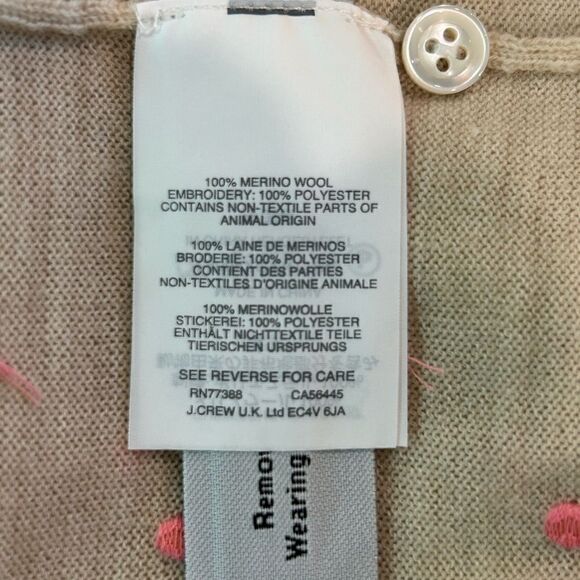 100% MERINO WOOL
EMBROIDERY: 100% POLYESTER
CONTAINS NON-TEXTILE PARTS OF
ANIMAL ORIGIN
100% LAINE DE MERINOS
BRODERIE: 100% POLYESTER
CONTIENT DES PARTIES
NON-TEXTILES D'ORIGINE ANIMALE
100% MERINOWOLLE
STICKEREI: 100% POLYESTER
ENTHÄLT NICHTTEXTILE TEILE
TIERISCHEN URSPRUNGS
SEE REVERSE FOR CARE
RN77388 CA56445
J.CREW U.K. Ltd EC4V 6JA
Wearing